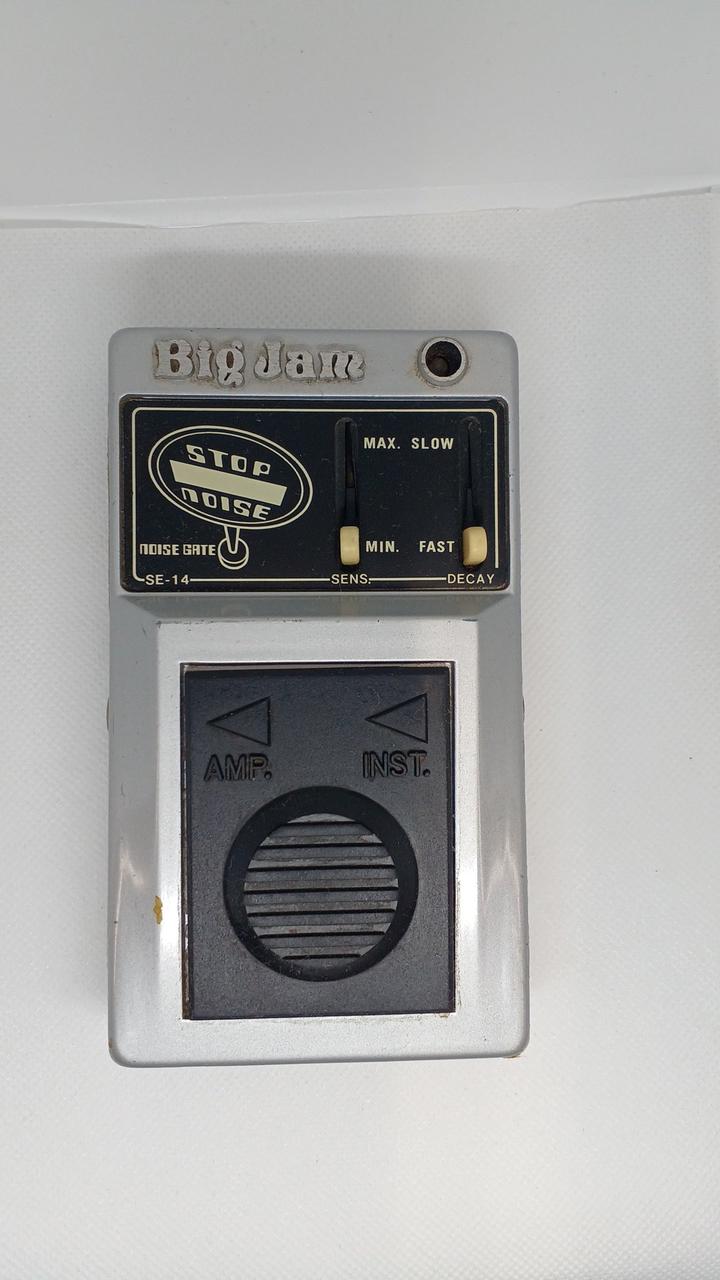 Big Jam
STOP
NOISE
NOISE GATE
SE-14
MAX. SLOW
MIN. FAST
SENS. DECAY
AMP. INST.